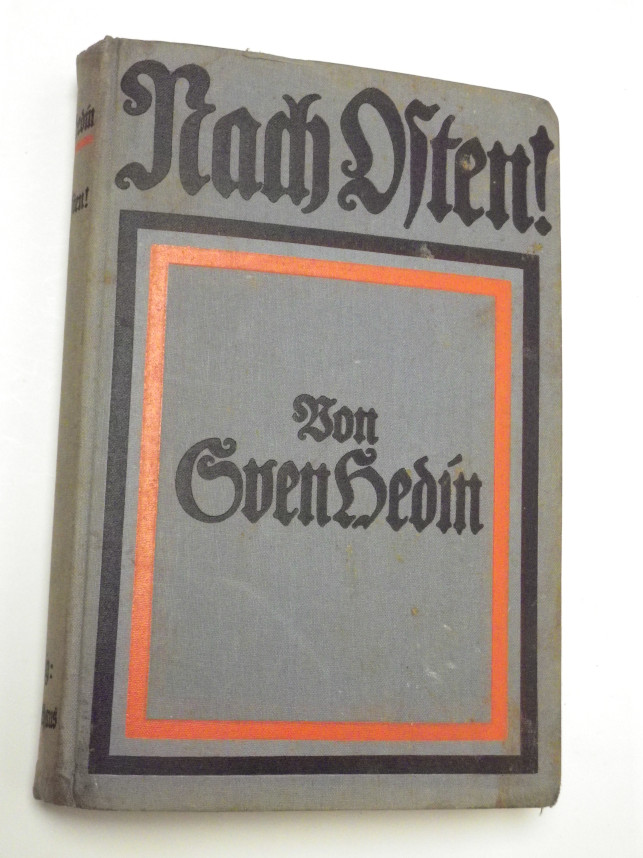 Nach Osten!
Von
Sven Hedin